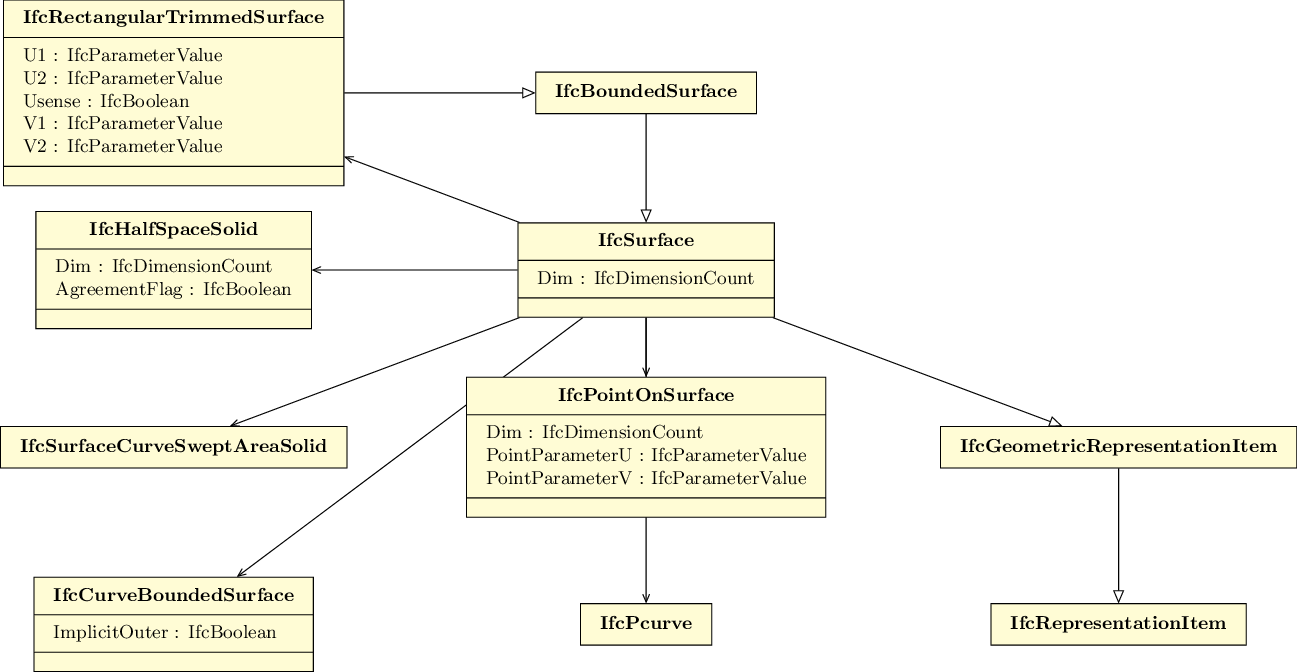 IfcRectangularTrimmedSurface
U1 : IfcParameterValue
U2 : IfcParameterValue
Usense : IfcBoolean
V1 : IfcParameterValue
V2 : IfcParameterValue
IfcBoundedSurface
IfcHalfSpaceSolid
Dim : IfcDimensionCount
AgreementFlag : IfcBoolean
IfcSurface
Dim : IfcDimensionCount
IfcSurfaceCurveSweptAreaSolid
IfcPointOnSurface
Dim : IfcDimensionCount
PointParameterU : IfcParameterValue
PointParameterV : IfcParameterValue
IfcGeometricRepresentationItem
IfcCurveBoundedSurface
ImplicitOuter : IfcBoolean
IfcPcurve
IfcRepresentationItem